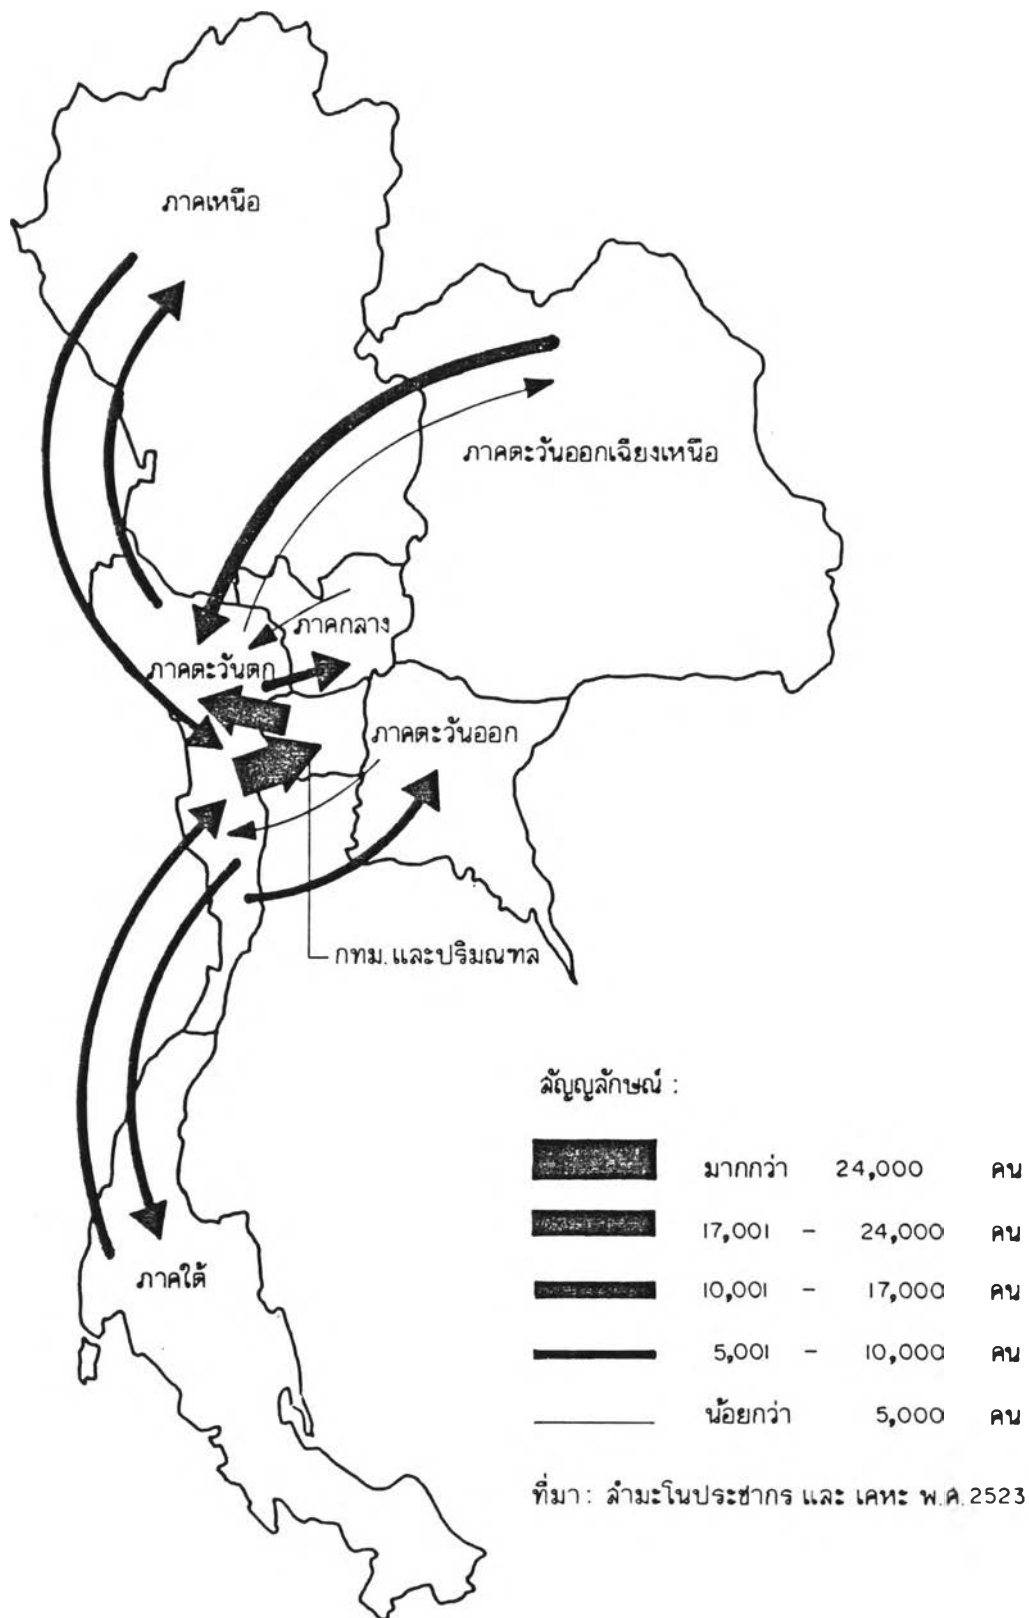 ภาคเหนือ
ภาคตะวันออกเฉียงเหนือ
ภาคกลาง
ภาคตะวันตก
ภาคตะวันออก
กทม. และปริมณฑล
ภาคใต้
สัญญลักษณ์ :
มากกว่า 24,000 คน
17,001 - 24,000 คน
10,001 - 17,000 คน
5,001 - 10,000 คน
น้อยกว่า 5,000 คน
ที่มา : สำมะโนประชากร และ เคหะ พ.ศ. 2523